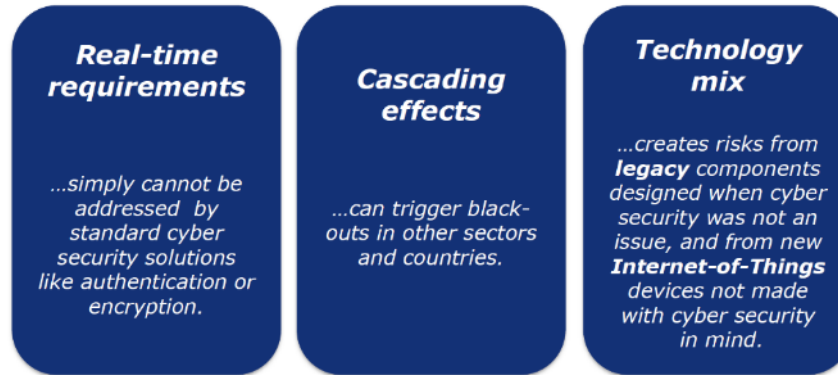 Real-time
requirements
...simply cannot be
addressed by
standard cyber
security solutions
like authentication or
encryption.
Cascading
effects
...can trigger black-
outs in other sectors
and countries.
Technology
mix
...creates risks from
legacy components
designed when cyber
security was not an
issue, and from new
Internet-of-Things
devices not made
with cyber security
in mind.